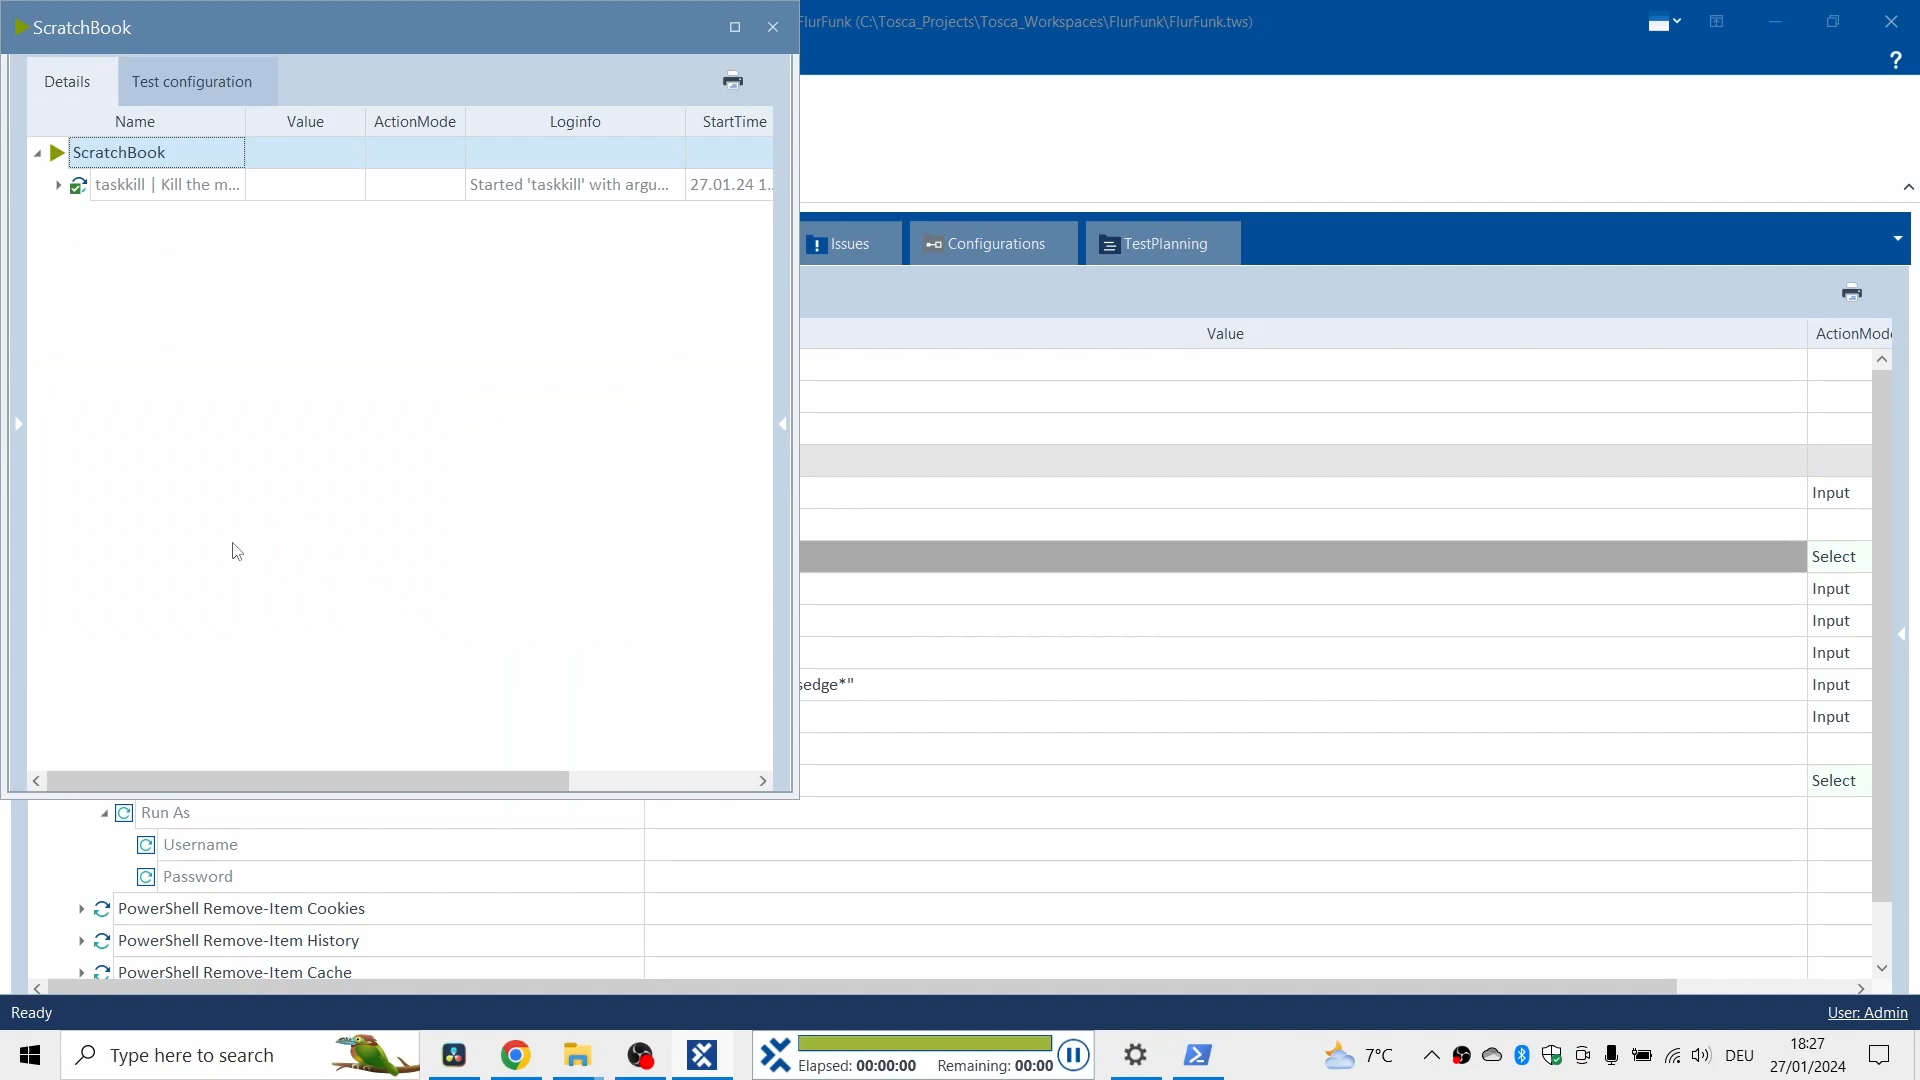 ScratchBook
FlurFunk (C:\Tosca_Projects\Tosca_Workspaces\FlurFunk\FlurFunk.tws)
?
Details
Test configuration
Name
Value
ActionMode
Loginfo
StartTime
ScratchBook
taskkill | Kill the m...
Started 'taskkill' with argu...
27.01.24 1...
Issues
Configurations
TestPlanning
Value
ActionMode
Input
Select
Input
Input
Input
sedge*"
Input
Input
Select
Run As
Username
Password
PowerShell Remove-Item Cookies
PowerShell Remove-Item History
PowerShell Remove-Item Cache
Ready
User: Admin
Type here to search
Elapsed: 00:00:00
Remaining: 00:00
7°C
DEU
18:27
27/01/2024